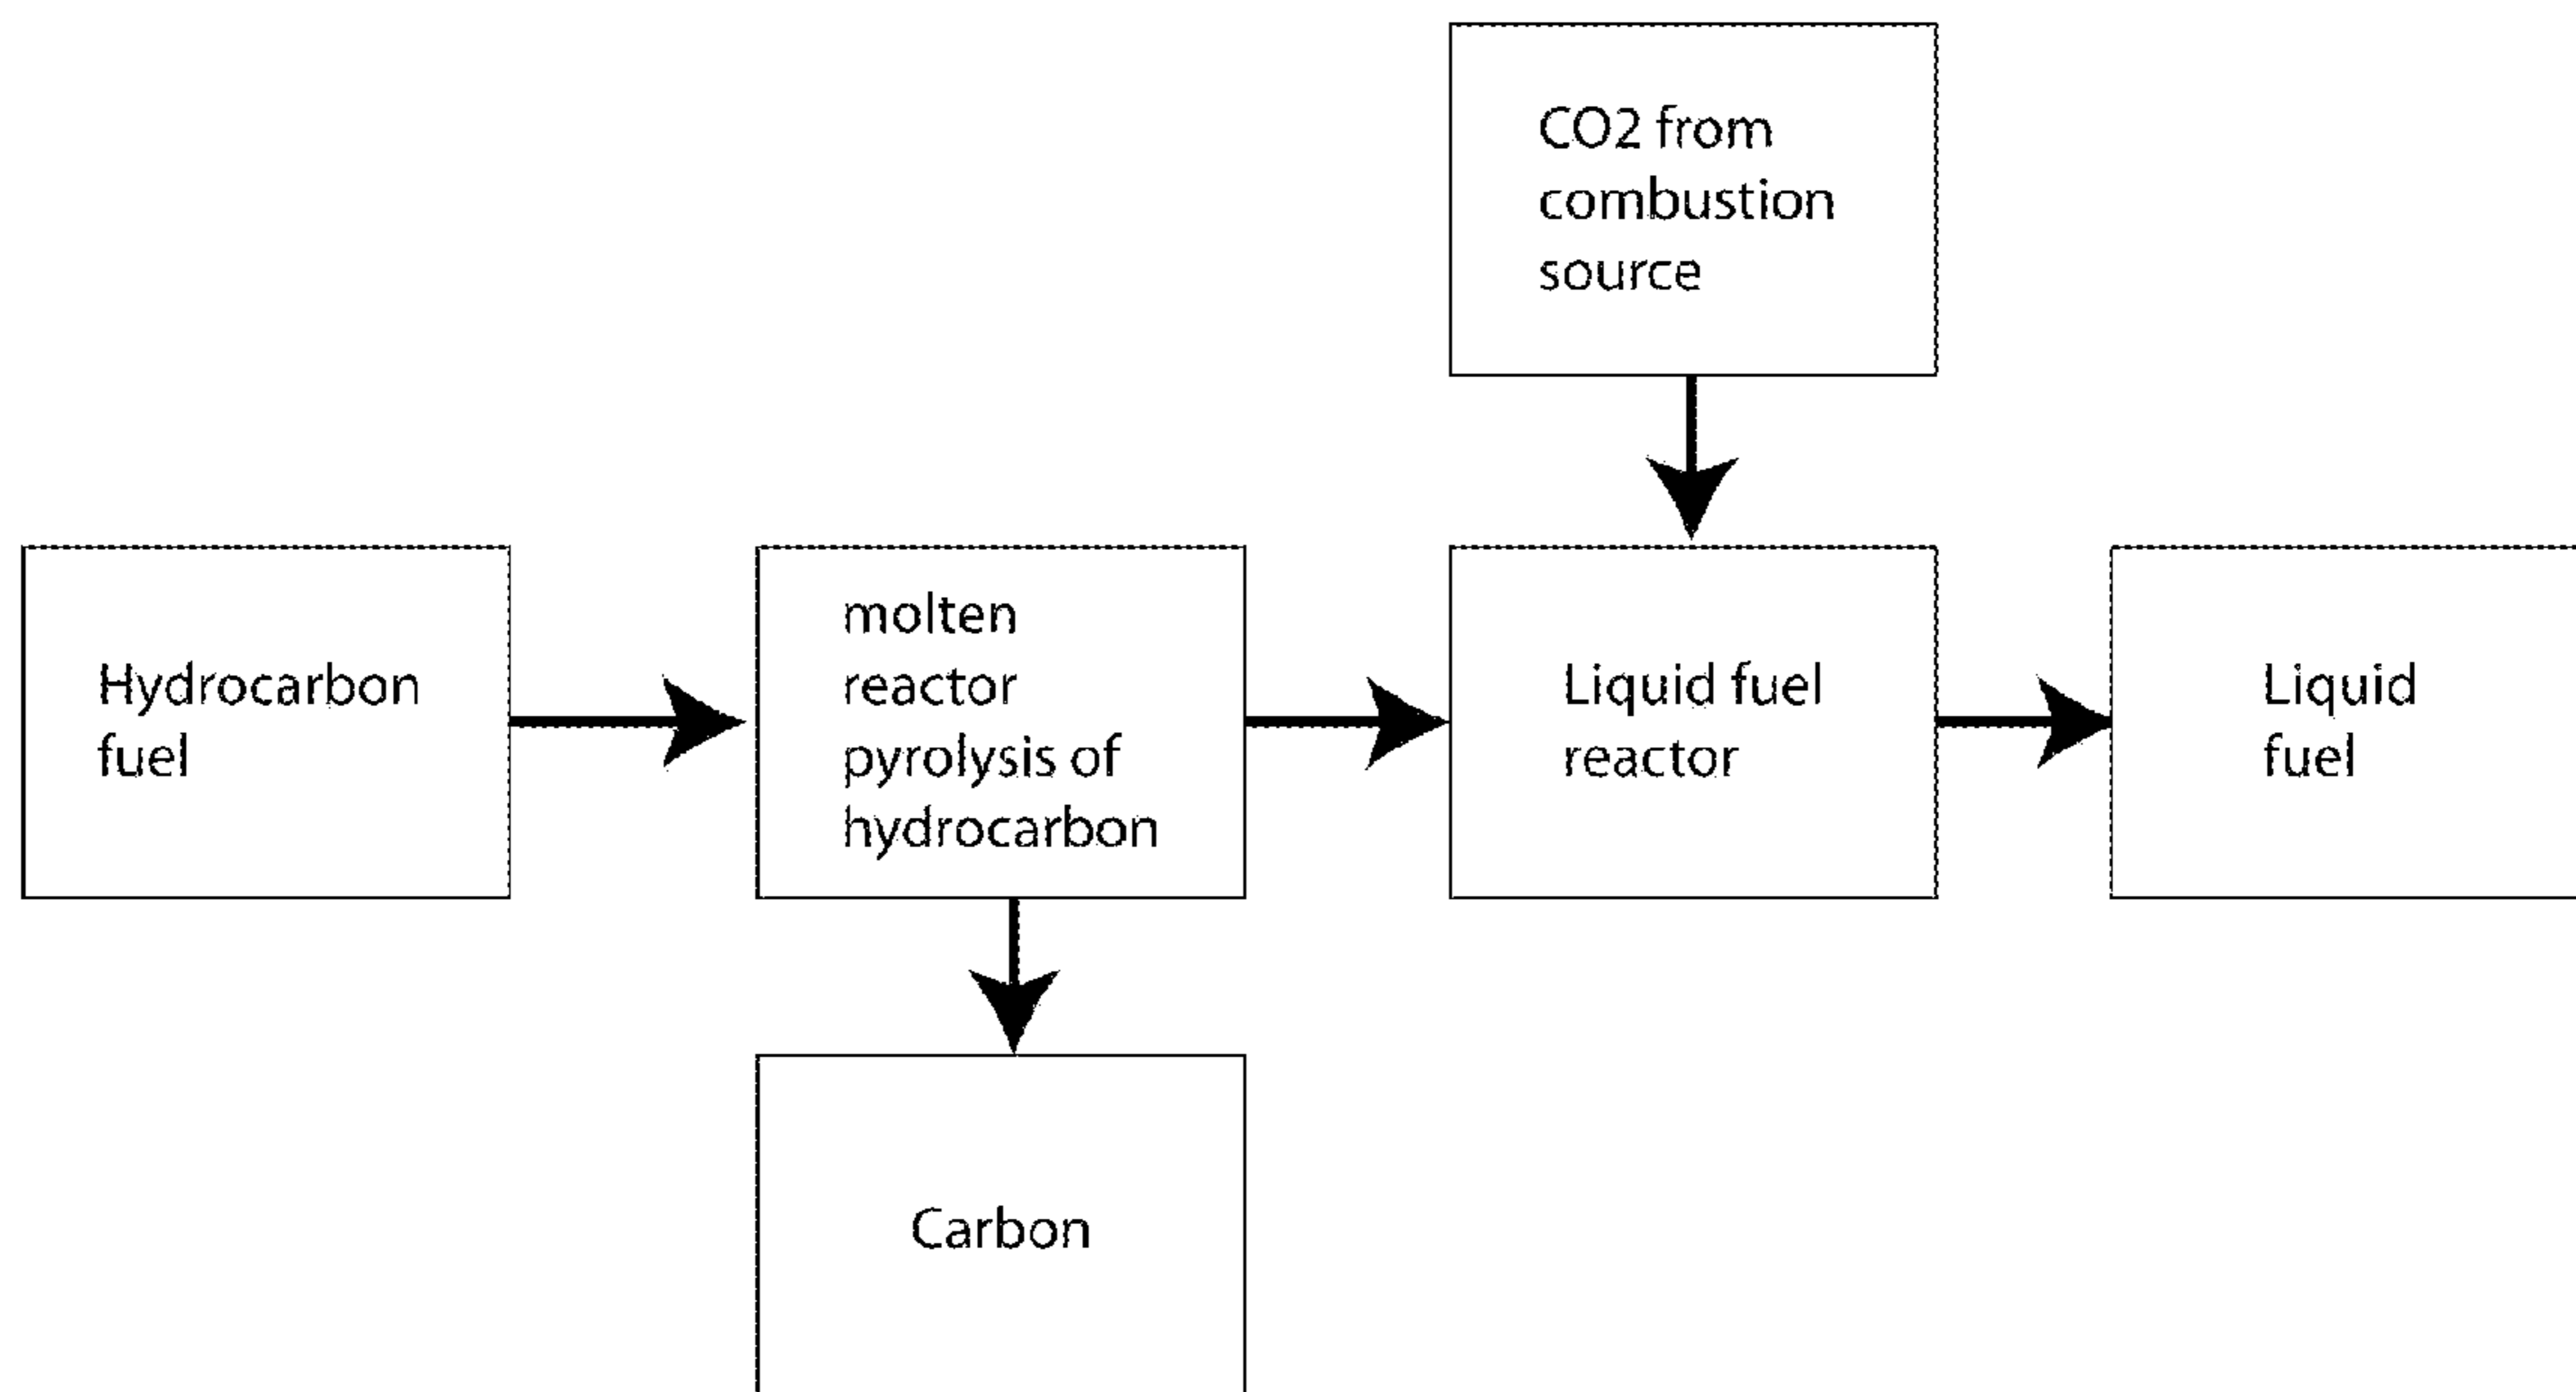 CO2 from
combustion
source
Hydrocarbon
fuel
molten
reactor
pyrolysis of
hydrocarbon
Liquid fuel
reactor
Liquid
fuel
Carbon